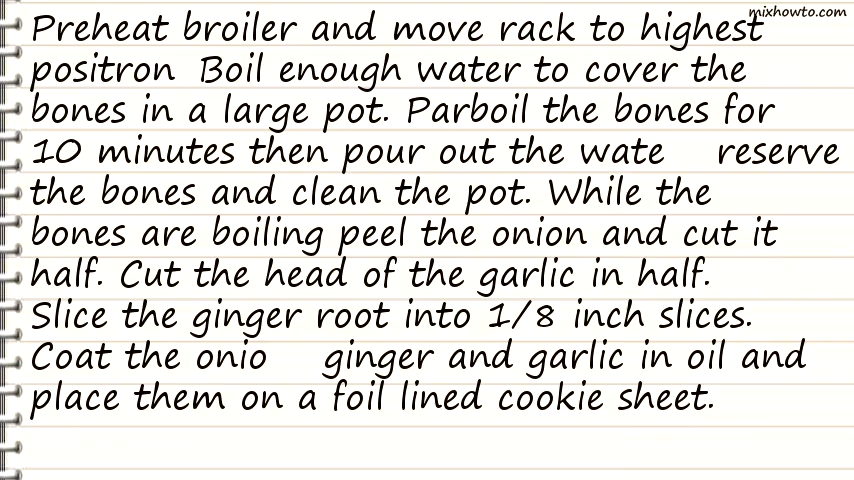 mixhowto.com
Preheat broiler and move rack to highest
positron Boil enough water to cover the
bones in a large pot. Parboil the bones for
10 minutes then pour out the wate reserve
the bones and clean the pot. While the
bones are boiling peel the onion and cut it
half. Cut the head of the garlic in half.
Slice the ginger root into 1/8 inch slices.
Coat the onio ginger and garlic in oil and
place them on a foil lined cookie sheet.